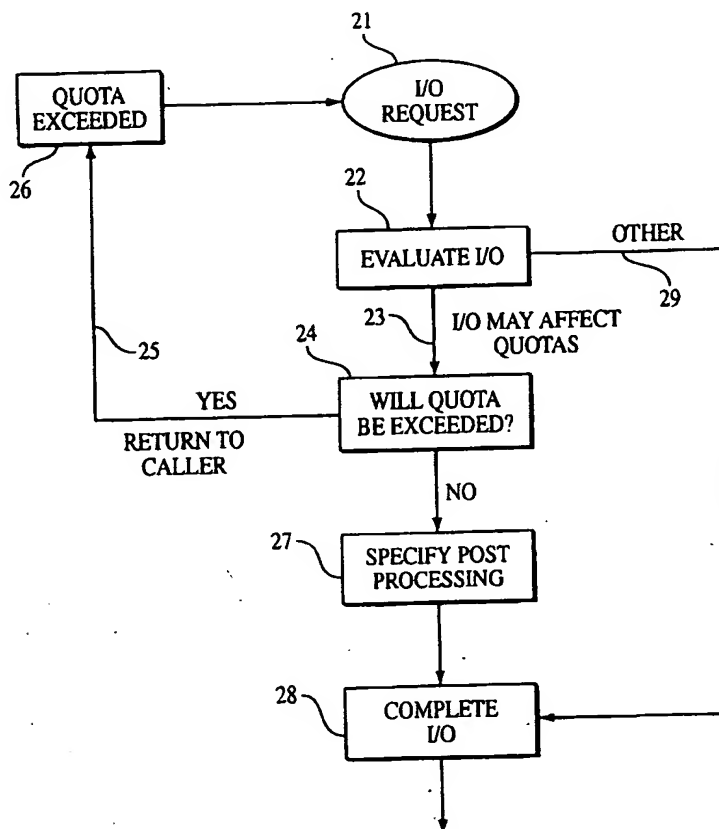 21
QUOTA
EXCEEDED
I/O
REQUEST
26
22
EVALUATE I/O
OTHER
29
23
I/O MAY AFFECT
QUOTAS
25
24
YES
WILL QUOTA
BE EXCEEDED?
RETURN TO
CALLER
NO
27
SPECIFY POST
PROCESSING
28
COMPLETE
I/O